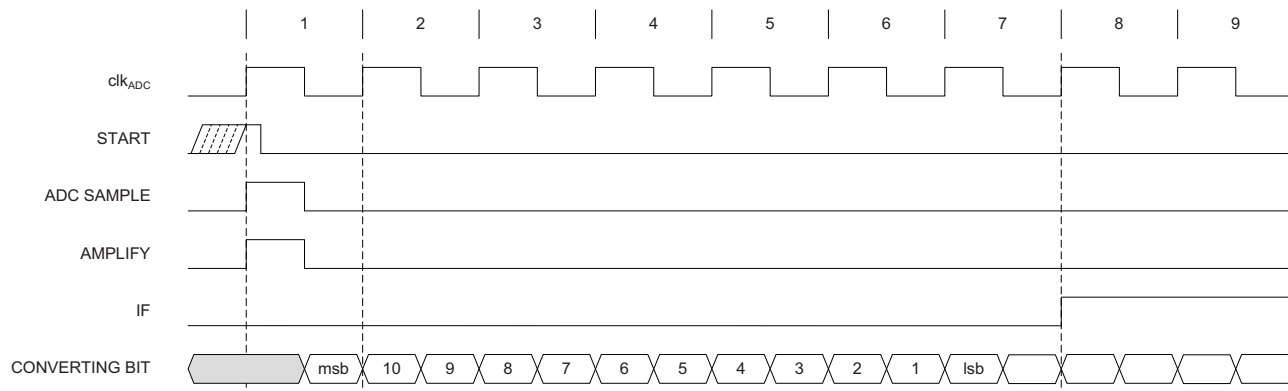 1 2 3 4 5 6 7 8 9
clkADC
START
ADC SAMPLE
AMPLIFY
IF
CONVERTING BIT msb 10 9 8 7 6 5 4 3 2 1 lsb